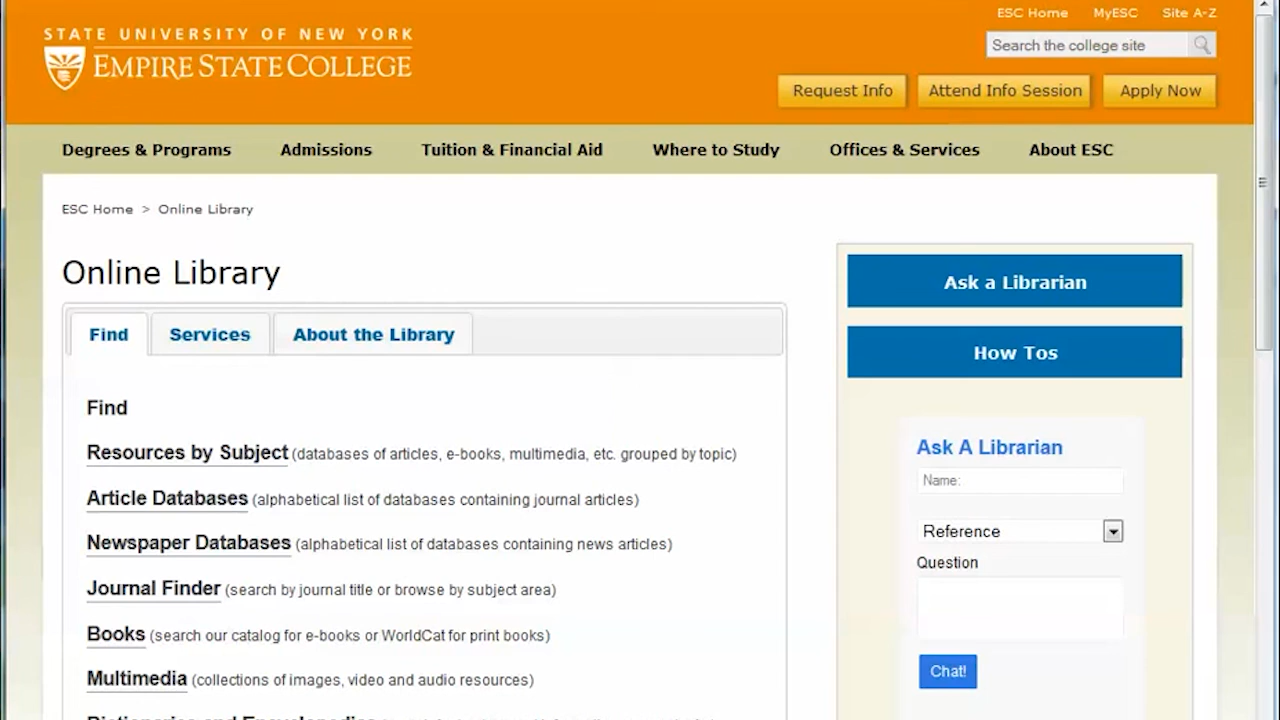 ESC Home MyESC Site A-Z
STATE UNIVERSITY OF NEW YORK
EMPIRE STATE COLLEGE
Search the college site
Request Info Attend Info Session Apply Now
Degrees & Programs Admissions Tuition & Financial Aid Where to Study Offices & Services About ESC
ESC Home > Online Library
Online Library
Find Services About the Library
Find
Resources by Subject (databases of articles, e-books, multimedia, etc. grouped by topic)
Article Databases (alphabetical list of databases containing journal articles)
Newspaper Databases (alphabetical list of databases containing news articles)
Journal Finder (search by journal title or browse by subject area)
Books (search our catalog for e-books or WorldCat for print books)
Multimedia (collections of images, video and audio resources)
Dictionaries and Encyclopedias
Ask a Librarian
How Tos
Ask A Librarian
Name:
Reference
Question
Chat!